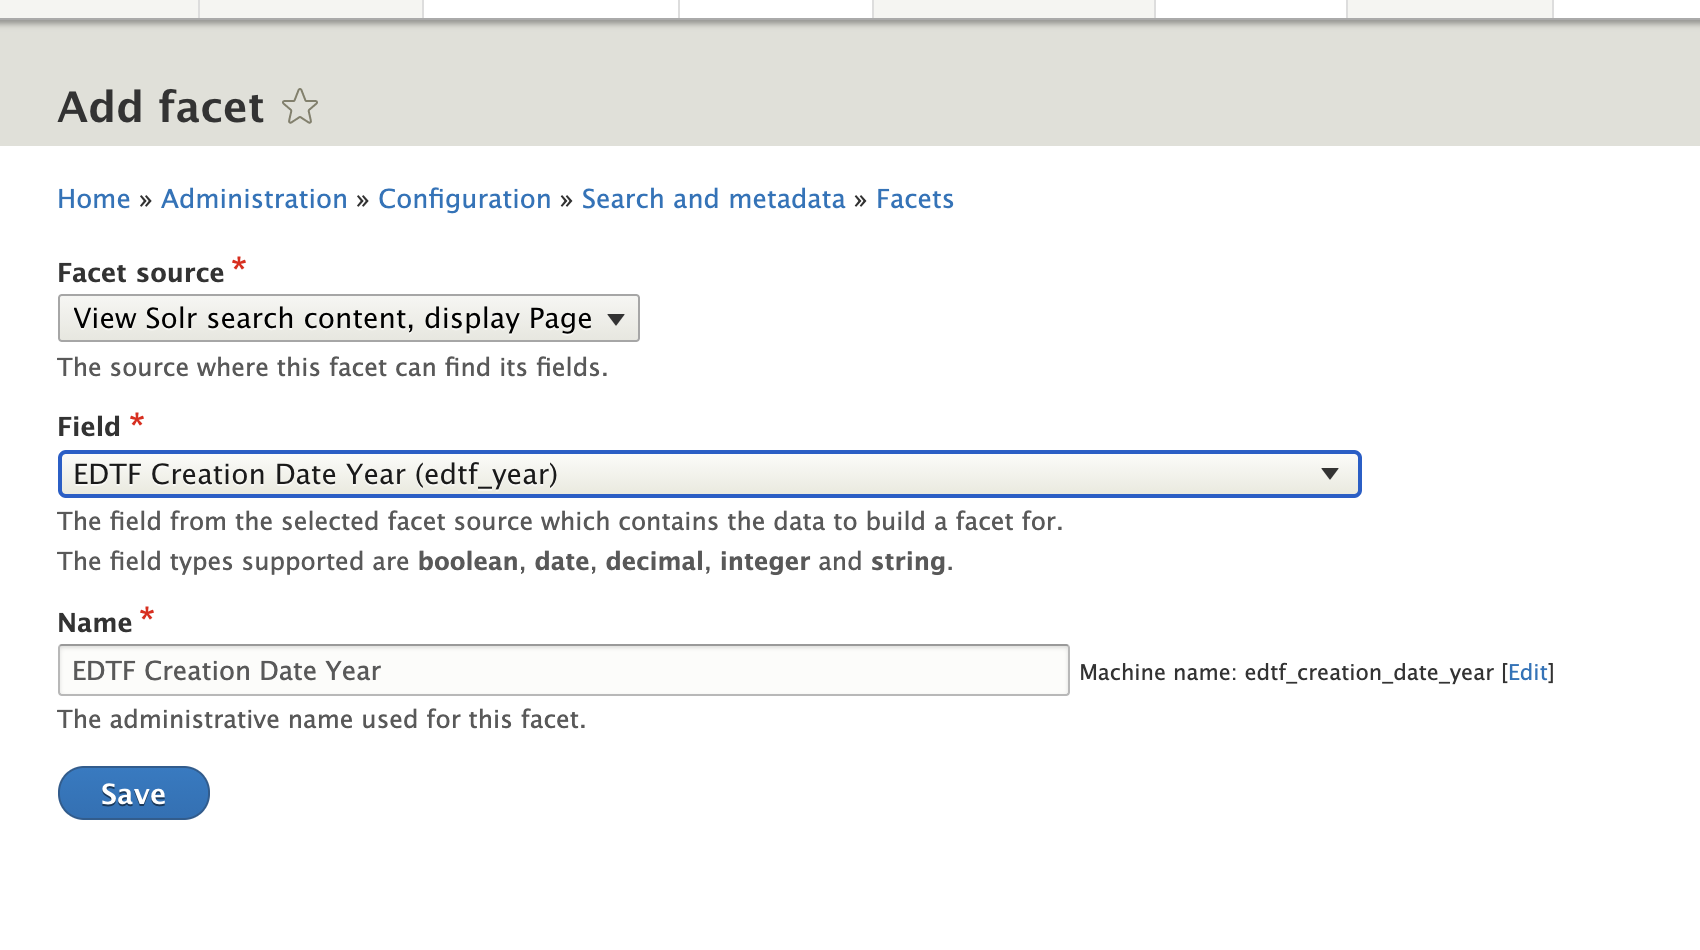 Add facet
Home » Administration » Configuration » Search and metadata » Facets
Facet source *
View Solr search content, display Page
The source where this facet can find its fields.
Field *
EDTF Creation Date Year (edtf_year)
The field from the selected facet source which contains the data to build a facet for.
The field types supported are boolean, date, decimal, integer and string.
Name *
EDTF Creation Date Year Machine name: edtf_creation_date_year [Edit]
The administrative name used for this facet.
Save